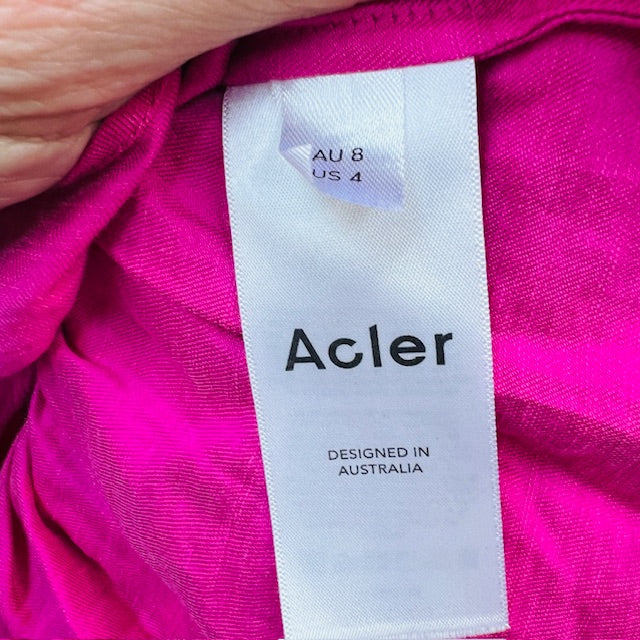 AU 8
US 4
Acler
DESIGNED IN
AUSTRALIA